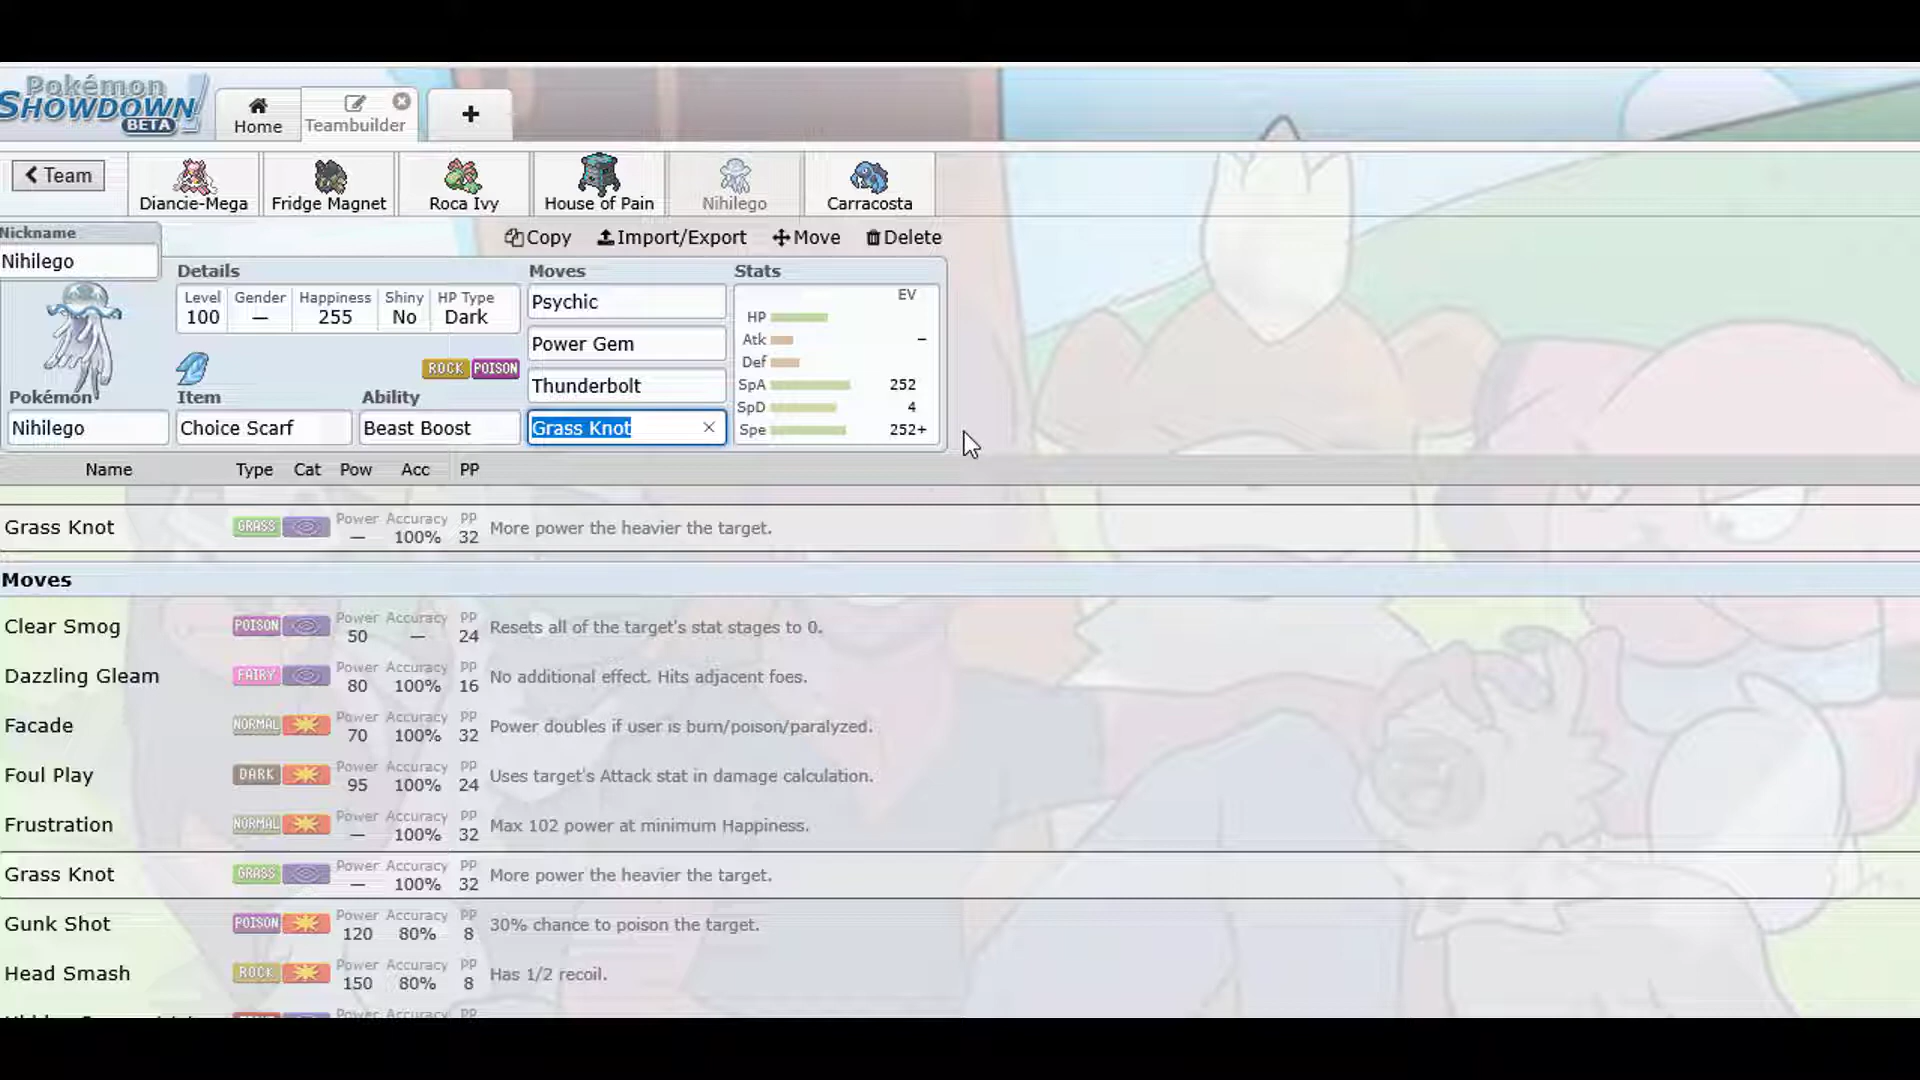 Pokémon
SHOWDOWN!
BETA
Home
Teambuilder
+
Team
Diancie-Mega
Fridge Magnet
Roca Ivy
House of Pain
Nihilego
Carracosta
Nickname
Nihilego
Copy Import/Export Move Delete
Details
Moves
Stats
Level Gender Happiness Shiny HP Type
100 — 255 No Dark
Psychic
Power Gem
Thunderbolt
Grass Knot
EV
HP
Atk –
Def
SpA 252
SpD 4
Spe 252+
ROCK POISON
Pokémon Item Ability
Nihilego Choice Scarf Beast Boost
Name Type Cat Pow Acc PP
Grass Knot GRASS Power — Accuracy 100% PP 32 More power the heavier the target.
Moves
Clear Smog POISON Power 50 Accuracy — PP 24 Resets all of the target's stat stages to 0.
Dazzling Gleam FAIRY Power 80 Accuracy 100% PP 16 No additional effect. Hits adjacent foes.
Facade NORMAL Power 70 Accuracy 100% PP 32 Power doubles if user is burn/poison/paralyzed.
Foul Play DARK Power 95 Accuracy 100% PP 24 Uses target's Attack stat in damage calculation.
Frustration NORMAL Power — Accuracy 100% PP 32 Max 102 power at minimum Happiness.
Grass Knot GRASS Power — Accuracy 100% PP 32 More power the heavier the target.
Gunk Shot POISON Power 120 Accuracy 80% PP 8 30% chance to poison the target.
Head Smash ROCK Power 150 Accuracy 80% PP 8 Has 1/2 recoil.
Power Accuracy PP